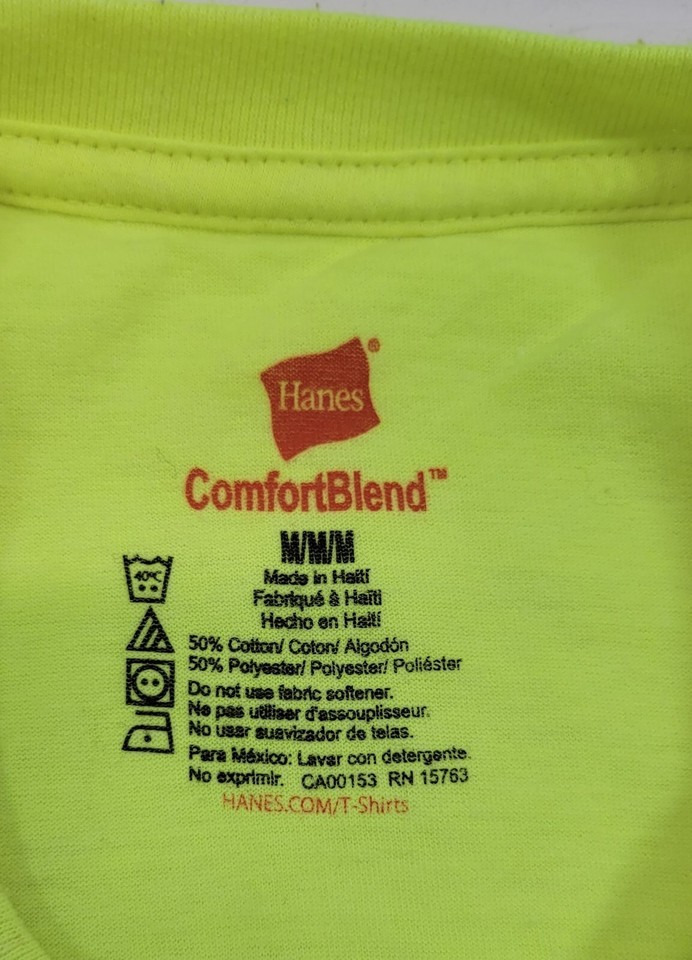 Hanes®
ComfortBlend™
M/M/M
Made in Haiti
Fabriqué à Haïti
Hecho en Haití
40°C
50% Cotton/ Coton/ Algodón
50% Polyester/ Polyester/ Poliéster
Do not use fabric softener.
Ne pas utiliser d'assouplisseur.
No usar suavizador de telas.
Para México: Lavar con detergente.
No exprimir. CA00153 RN 15763
HANES.COM/T-Shirts